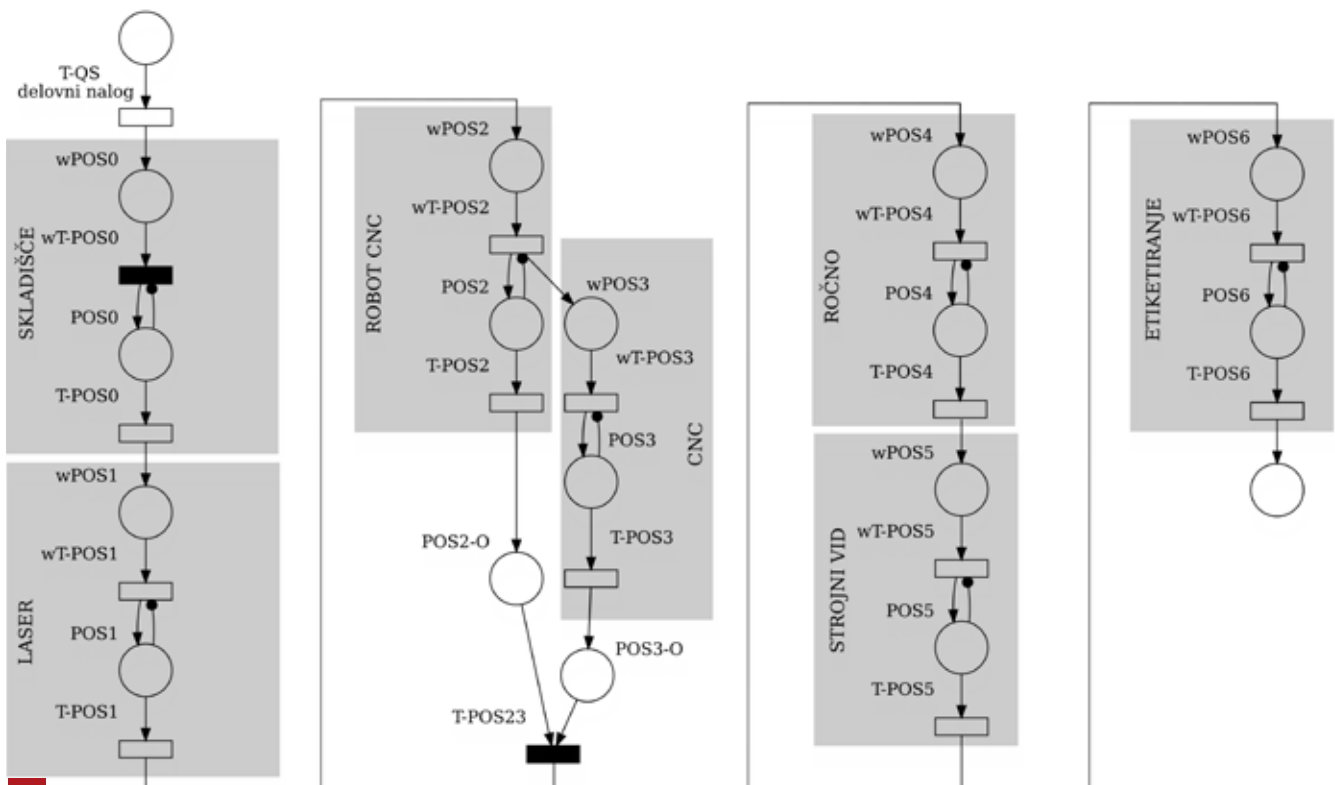 T-QS
delovni nalog
SKLADIŠČE
wPOS0
wT-POS0
POS0
T-POS0
LASER
wPOS1
wT-POS1
POS1
T-POS1
ROBOT CNC
wPOS2
wT-POS2
POS2
T-POS2
CNC
wPOS3
wT-POS3
POS3
T-POS3
POS2-O
POS3-O
T-POS23
ROČNO
wPOS4
wT-POS4
POS4
T-POS4
STROJNI VID
wPOS5
wT-POS5
POS5
T-POS5
ETIKETIRANJE
wPOS6
wT-POS6
POS6
T-POS6